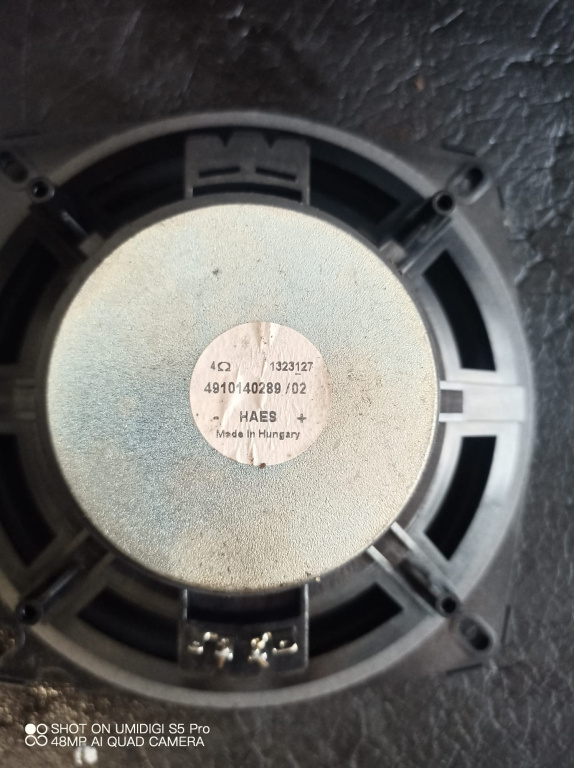 4Ω 1323127
4910140289 /02
- HAES +
Made in Hungary
SHOT ON UMIDIGI S5 Pro
48MP AI QUAD CAMERA